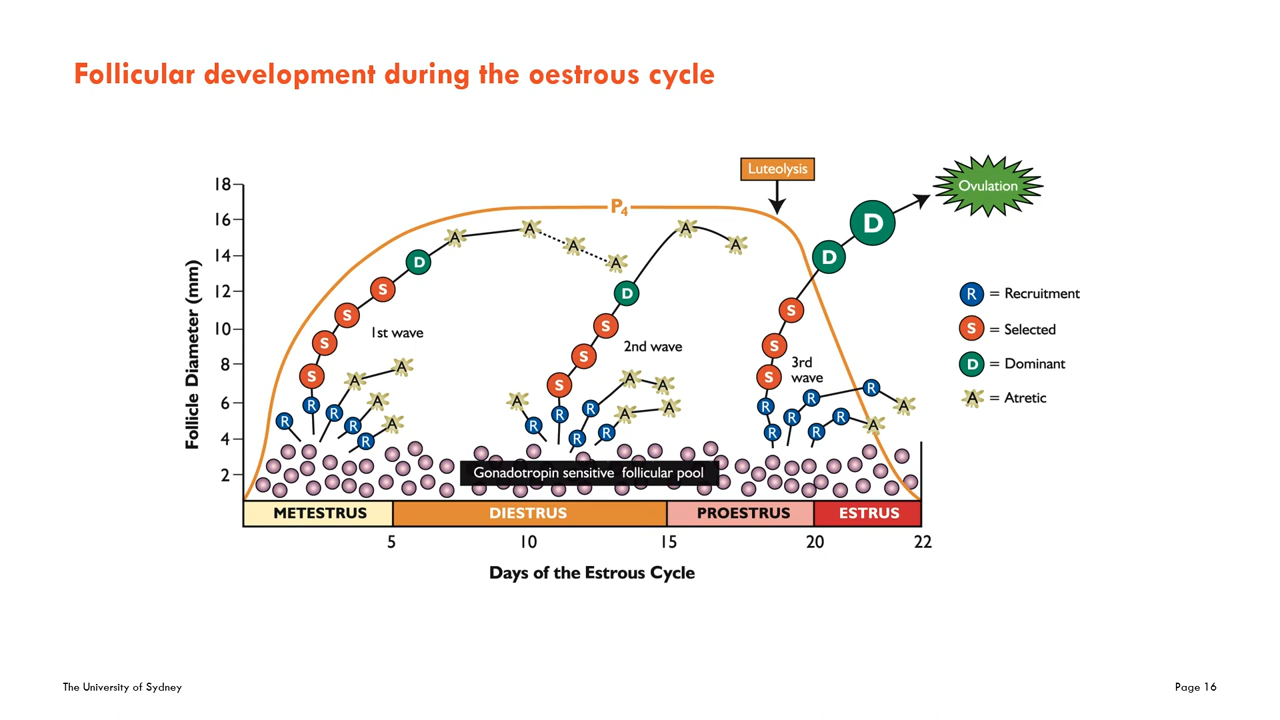 Follicular development during the oestrous cycle
Luteolysis
Ovulation
18
16
14
12
10
8
6
4
2
Follicle Diameter (mm)
P4
D
D
A
A
A
A
A
A
D
D
S
S
S
S
S
S
S
S
S
S
1st wave
2nd wave
3rd
wave
A
A
A
A
R
R
R
R
R
A
R
R
R
R
R
A
A
A
A
R
R
R
R
R
R
R
A
A
R = Recruitment
S = Selected
D = Dominant
A = Atretic
Gonadotropin sensitive follicular pool
METESTRUS
DIESTRUS
PROESTRUS
ESTRUS
5
10
15
20
22
Days of the Estrous Cycle
The University of Sydney
Page 16